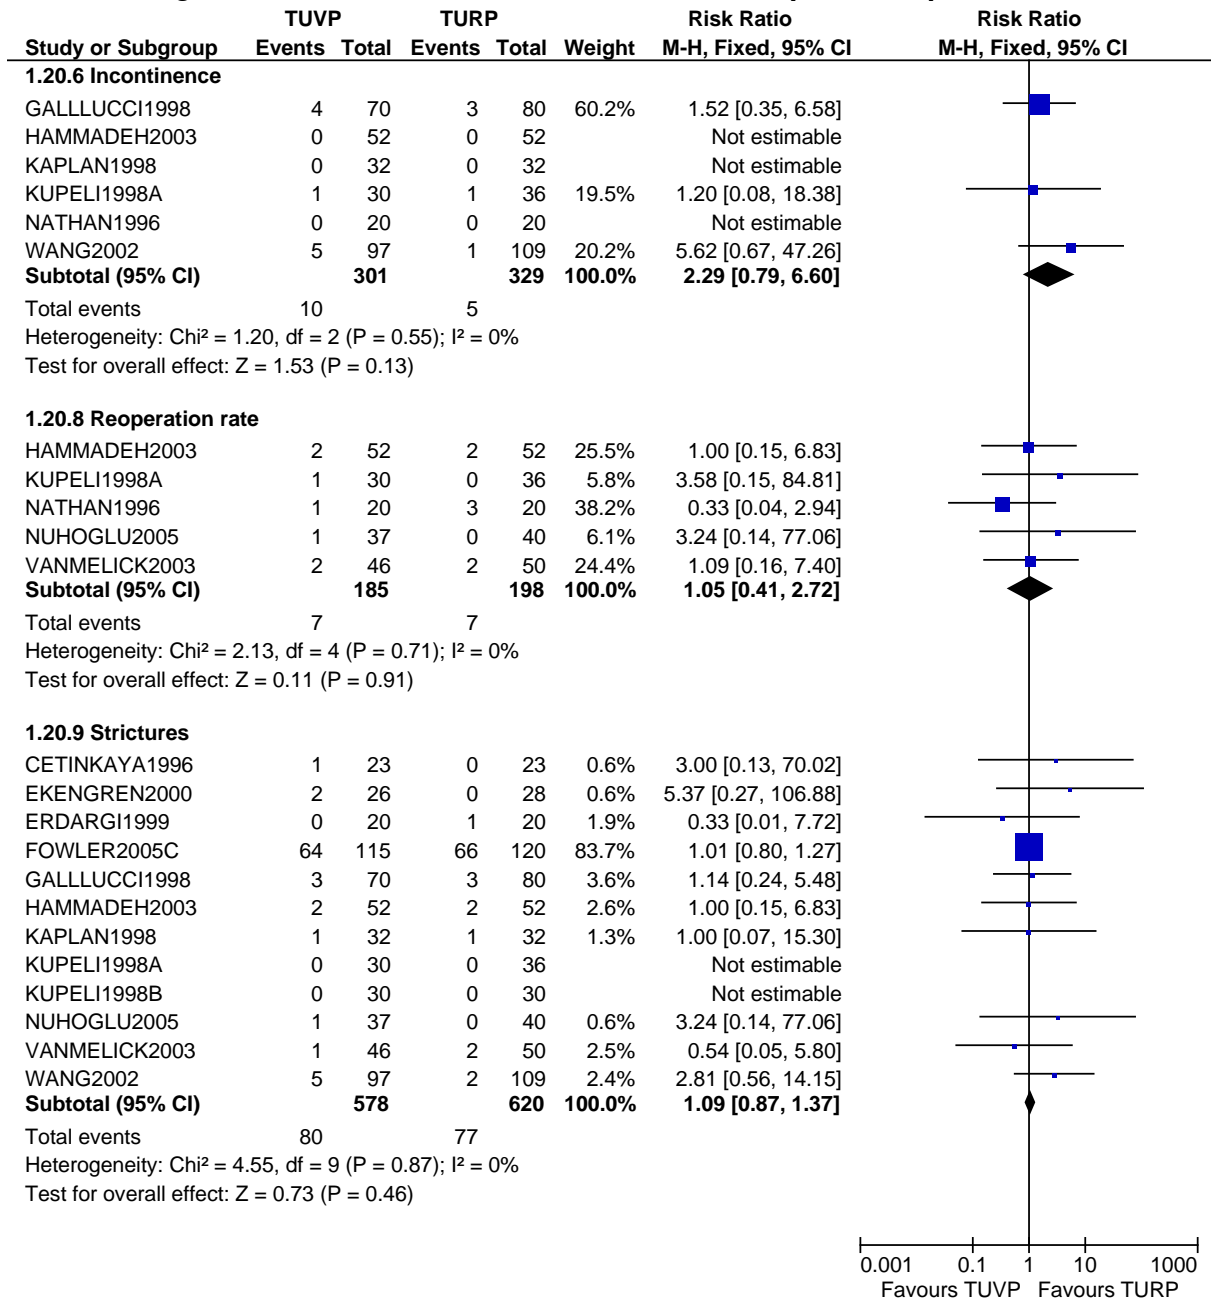 TUVP TURP Risk Ratio Risk Ratio
Study or Subgroup Events Total Events Total Weight M-H, Fixed, 95% CI M-H, Fixed, 95% CI
1.20.6 Incontinence
GALLLUCCI1998 4 70 3 80 60.2% 1.52 [0.35, 6.58]
HAMMADEH2003 0 52 0 52 Not estimable
KAPLAN1998 0 32 0 32 Not estimable
KUPELI1998A 1 30 1 36 19.5% 1.20 [0.08, 18.38]
NATHAN1996 0 20 0 20 Not estimable
WANG2002 5 97 1 109 20.2% 5.62 [0.67, 47.26]
Subtotal (95% CI) 301 329 100.0% 2.29 [0.79, 6.60]
Total events 10 5
Heterogeneity: Chi² = 1.20, df = 2 (P = 0.55); I² = 0%
Test for overall effect: Z = 1.53 (P = 0.13)
1.20.8 Reoperation rate
HAMMADEH2003 2 52 2 52 25.5% 1.00 [0.15, 6.83]
KUPELI1998A 1 30 0 36 5.8% 3.58 [0.15, 84.81]
NATHAN1996 1 20 3 20 38.2% 0.33 [0.04, 2.94]
NUHOGLU2005 1 37 0 40 6.1% 3.24 [0.14, 77.06]
VANMELICK2003 2 46 2 50 24.4% 1.09 [0.16, 7.40]
Subtotal (95% CI) 185 198 100.0% 1.05 [0.41, 2.72]
Total events 7 7
Heterogeneity: Chi² = 2.13, df = 4 (P = 0.71); I² = 0%
Test for overall effect: Z = 0.11 (P = 0.91)
1.20.9 Strictures
CETINKAYA1996 1 23 0 23 0.6% 3.00 [0.13, 70.02]
EKENGREN2000 2 26 0 28 0.6% 5.37 [0.27, 106.88]
ERDARGI1999 0 20 1 20 1.9% 0.33 [0.01, 7.72]
FOWLER2005C 64 115 66 120 83.7% 1.01 [0.80, 1.27]
GALLLUCCI1998 3 70 3 80 3.6% 1.14 [0.24, 5.48]
HAMMADEH2003 2 52 2 52 2.6% 1.00 [0.15, 6.83]
KAPLAN1998 1 32 1 32 1.3% 1.00 [0.07, 15.30]
KUPELI1998A 0 30 0 36 Not estimable
KUPELI1998B 0 30 0 30 Not estimable
NUHOGLU2005 1 37 0 40 0.6% 3.24 [0.14, 77.06]
VANMELICK2003 1 46 2 50 2.5% 0.54 [0.05, 5.80]
WANG2002 5 97 2 109 2.4% 2.81 [0.56, 14.15]
Subtotal (95% CI) 578 620 100.0% 1.09 [0.87, 1.37]
Total events 80 77
Heterogeneity: Chi² = 4.55, df = 9 (P = 0.87); I² = 0%
Test for overall effect: Z = 0.73 (P = 0.46)
0.001 0.1 1 10 1000
Favours TUVP Favours TURP